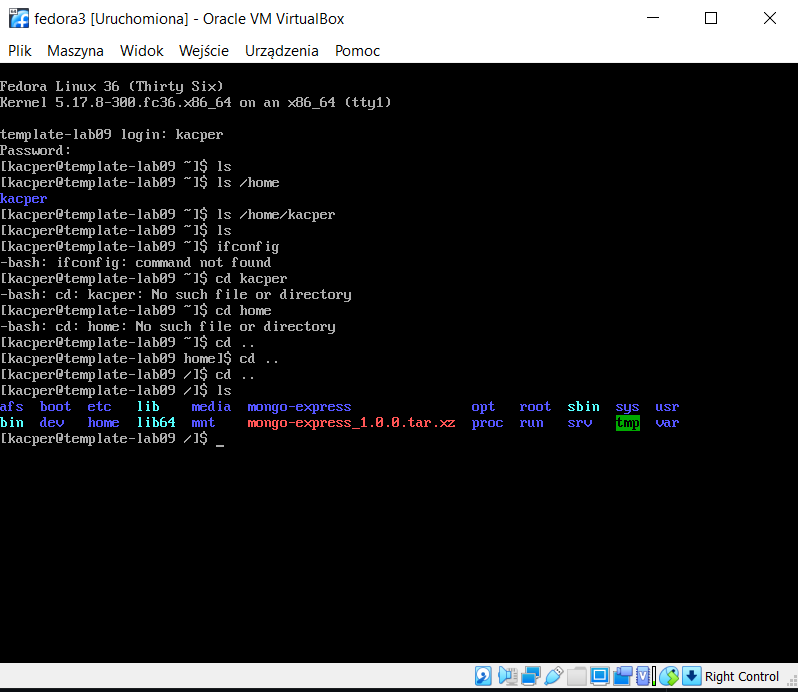 fedora3 [Uruchomiona] - Oracle VM VirtualBox
Plik Maszyna Widok Wejście Urządzenia Pomoc
Fedora Linux 36 (Thirty Six)
Kernel 5.17.8-300.fc36.x86_64 on an x86_64 (tty1)
template-lab09 login: kacper
Password:
[kacper@template-lab09 ~]$ ls
[kacper@template-lab09 ~]$ ls /home
kacper
[kacper@template-lab09 ~]$ ls /home/kacper
[kacper@template-lab09 ~]$ ls
[kacper@template-lab09 ~]$ ifconfig
-bash: ifconfig: command not found
[kacper@template-lab09 ~]$ cd kacper
-bash: cd: kacper: No such file or directory
[kacper@template-lab09 ~]$ cd home
-bash: cd: home: No such file or directory
[kacper@template-lab09 ~]$ cd ..
[kacper@template-lab09 home]$ cd ..
[kacper@template-lab09 /]$ cd ..
[kacper@template-lab09 /]$ ls
afs boot etc lib media mongo-express opt root sbin sys usr
bin dev home lib64 mnt mongo-express_1.0.0.tar.xz proc run srv tmp var
[kacper@template-lab09 /]$ _
Right Control